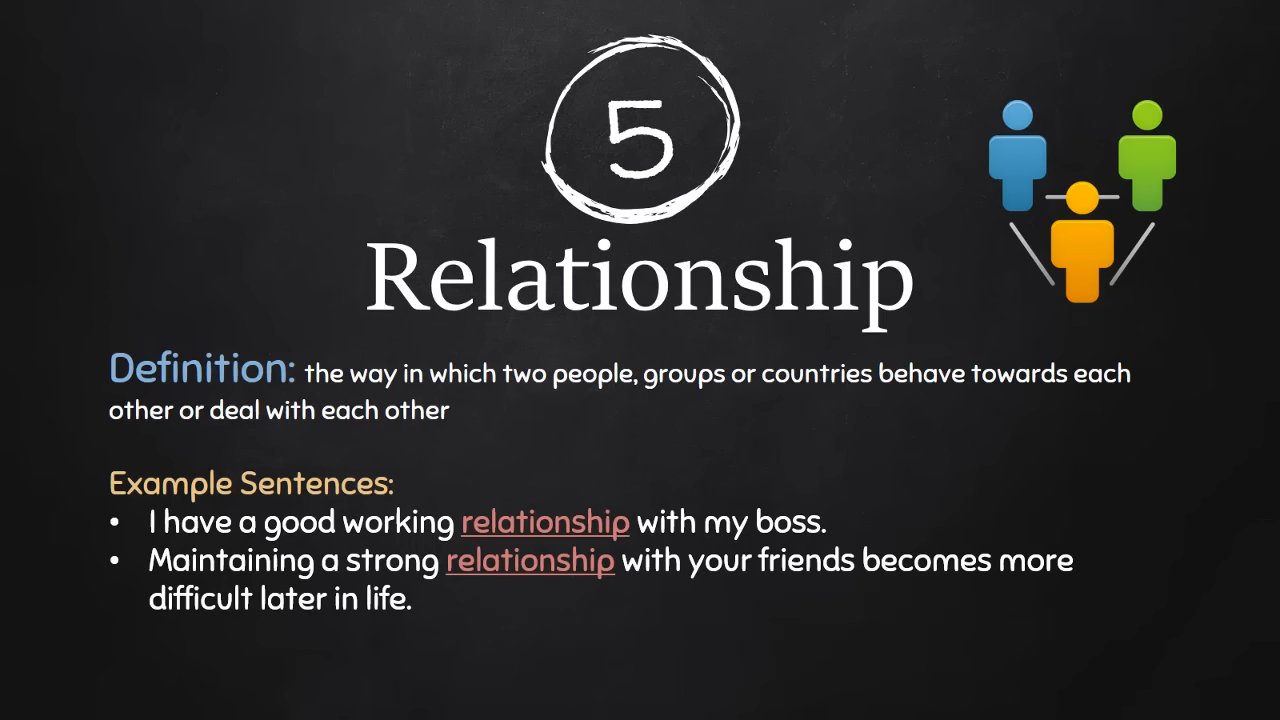 5
Relationship
Definition: the way in which two people, groups or countries behave towards each
other or deal with each other
Example Sentences:
• I have a good working relationship with my boss.
• Maintaining a strong relationship with your friends becomes more
difficult later in life.